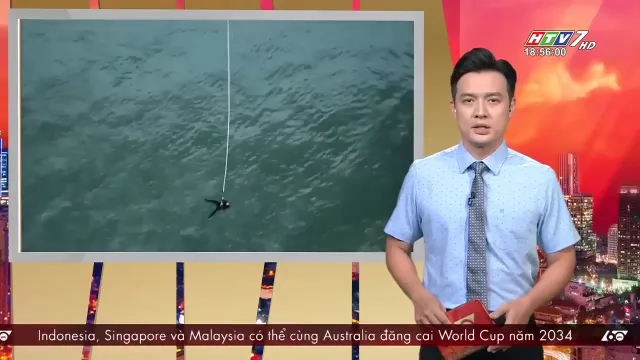 HTV7 HD
18:56:00
Indonesia, Singapore và Malaysia có thể cùng Australia đăng cai World Cup năm 2034